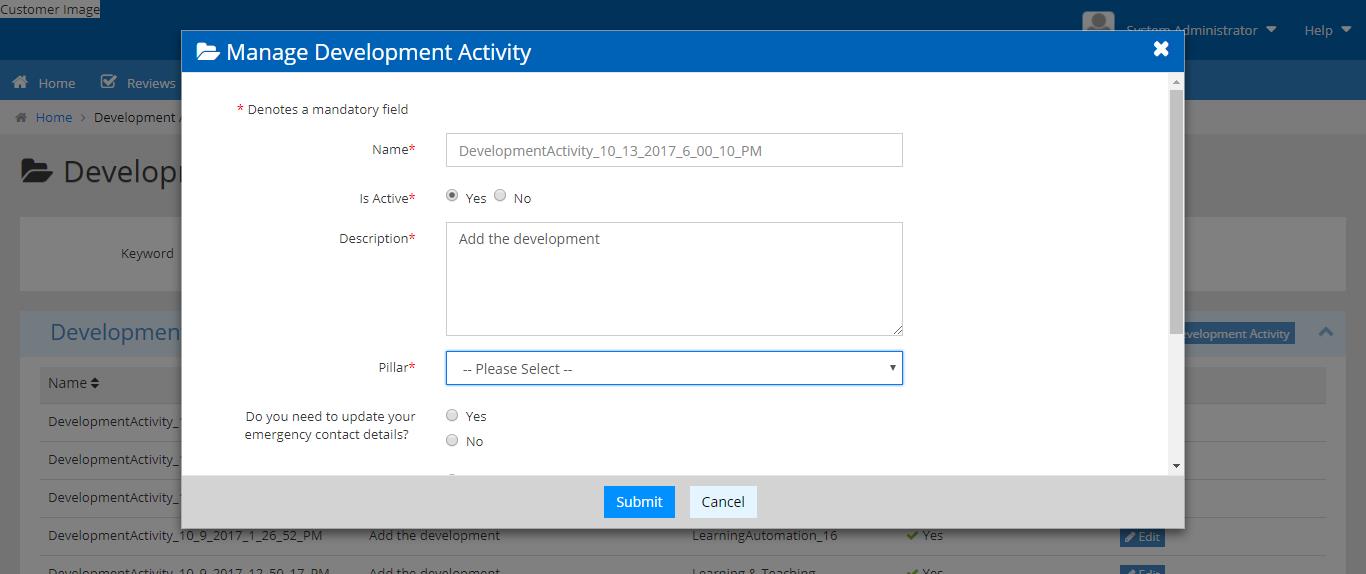 Customer Image
System Administrator
Help
Manage Development Activity
Home
Reviews
* Denotes a mandatory field
Home > Development
Name*
DevelopmentActivity_10_13_2017_6_00_10_PM
Is Active*
Yes
No
Description*
Add the development
Keyword
Development
Development Activity
Pillar*
-- Please Select --
Name
DevelopmentActivity_
Do you need to update your
emergency contact details?
Yes
No
DevelopmentActivity_
DevelopmentActivity_
Submit
Cancel
DevelopmentActivity_10_9_2017_1_26_52_PM
Add the development
LearningAutomation_16
Yes
Edit
DevelopmentActivity_10_9_2017_12_50_17_PM
Add the development
Learning & Teaching
Yes
Edit